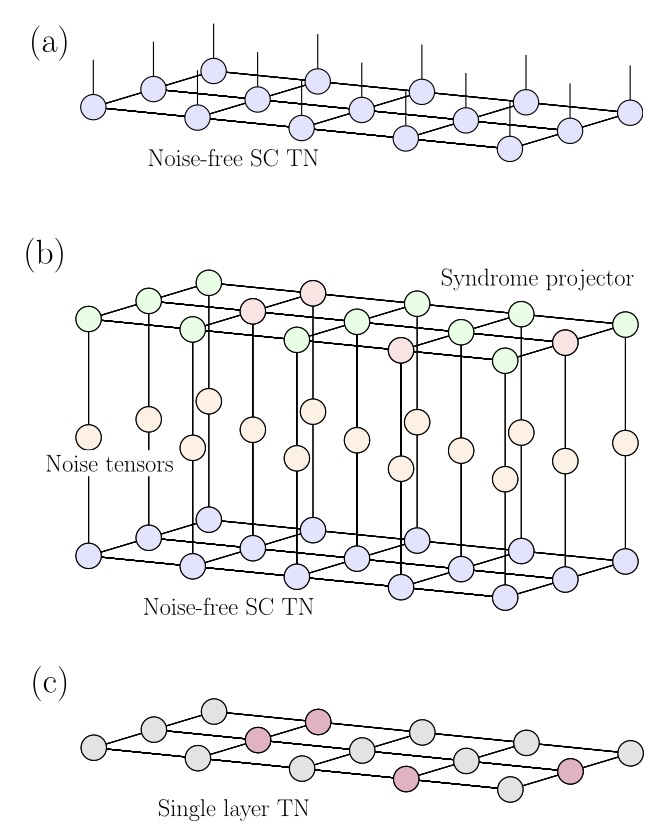 (a)
Noise-free SC TN
(b)
Syndrome projector
Noise tensors
Noise-free SC TN
(c)
Single layer TN